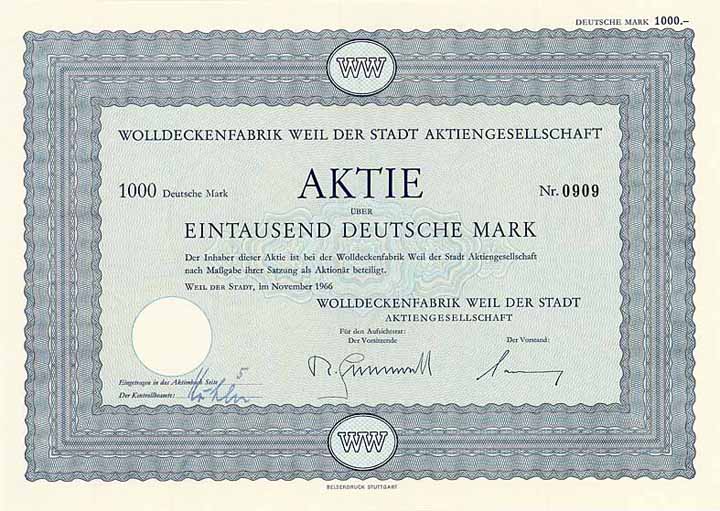 DEUTSCHE MARK 1000.–
WW
WOLLDECKENFABRIK WEIL DER STADT AKTIENGESELLSCHAFT
1000 Deutsche Mark
AKTIE
Nr. 0909
ÜBER
EINTAUSEND DEUTSCHE MARK
Der Inhaber dieser Aktie ist bei der Wolldeckenfabrik Weil der Stadt Aktiengesellschaft
nach Maßgabe ihrer Satzung als Aktionär beteiligt.
WEIL DER STADT, im November 1966
WOLLDECKENFABRIK WEIL DER STADT
AKTIENGESELLSCHAFT
Für den Aufsichtsrat:
Der Vorsitzende
Der Vorstand:
Eingetragen in das Aktienbuch Seite 5
Der Kontrollbeamte:
WW
BELSERDRUCK STUTTGART